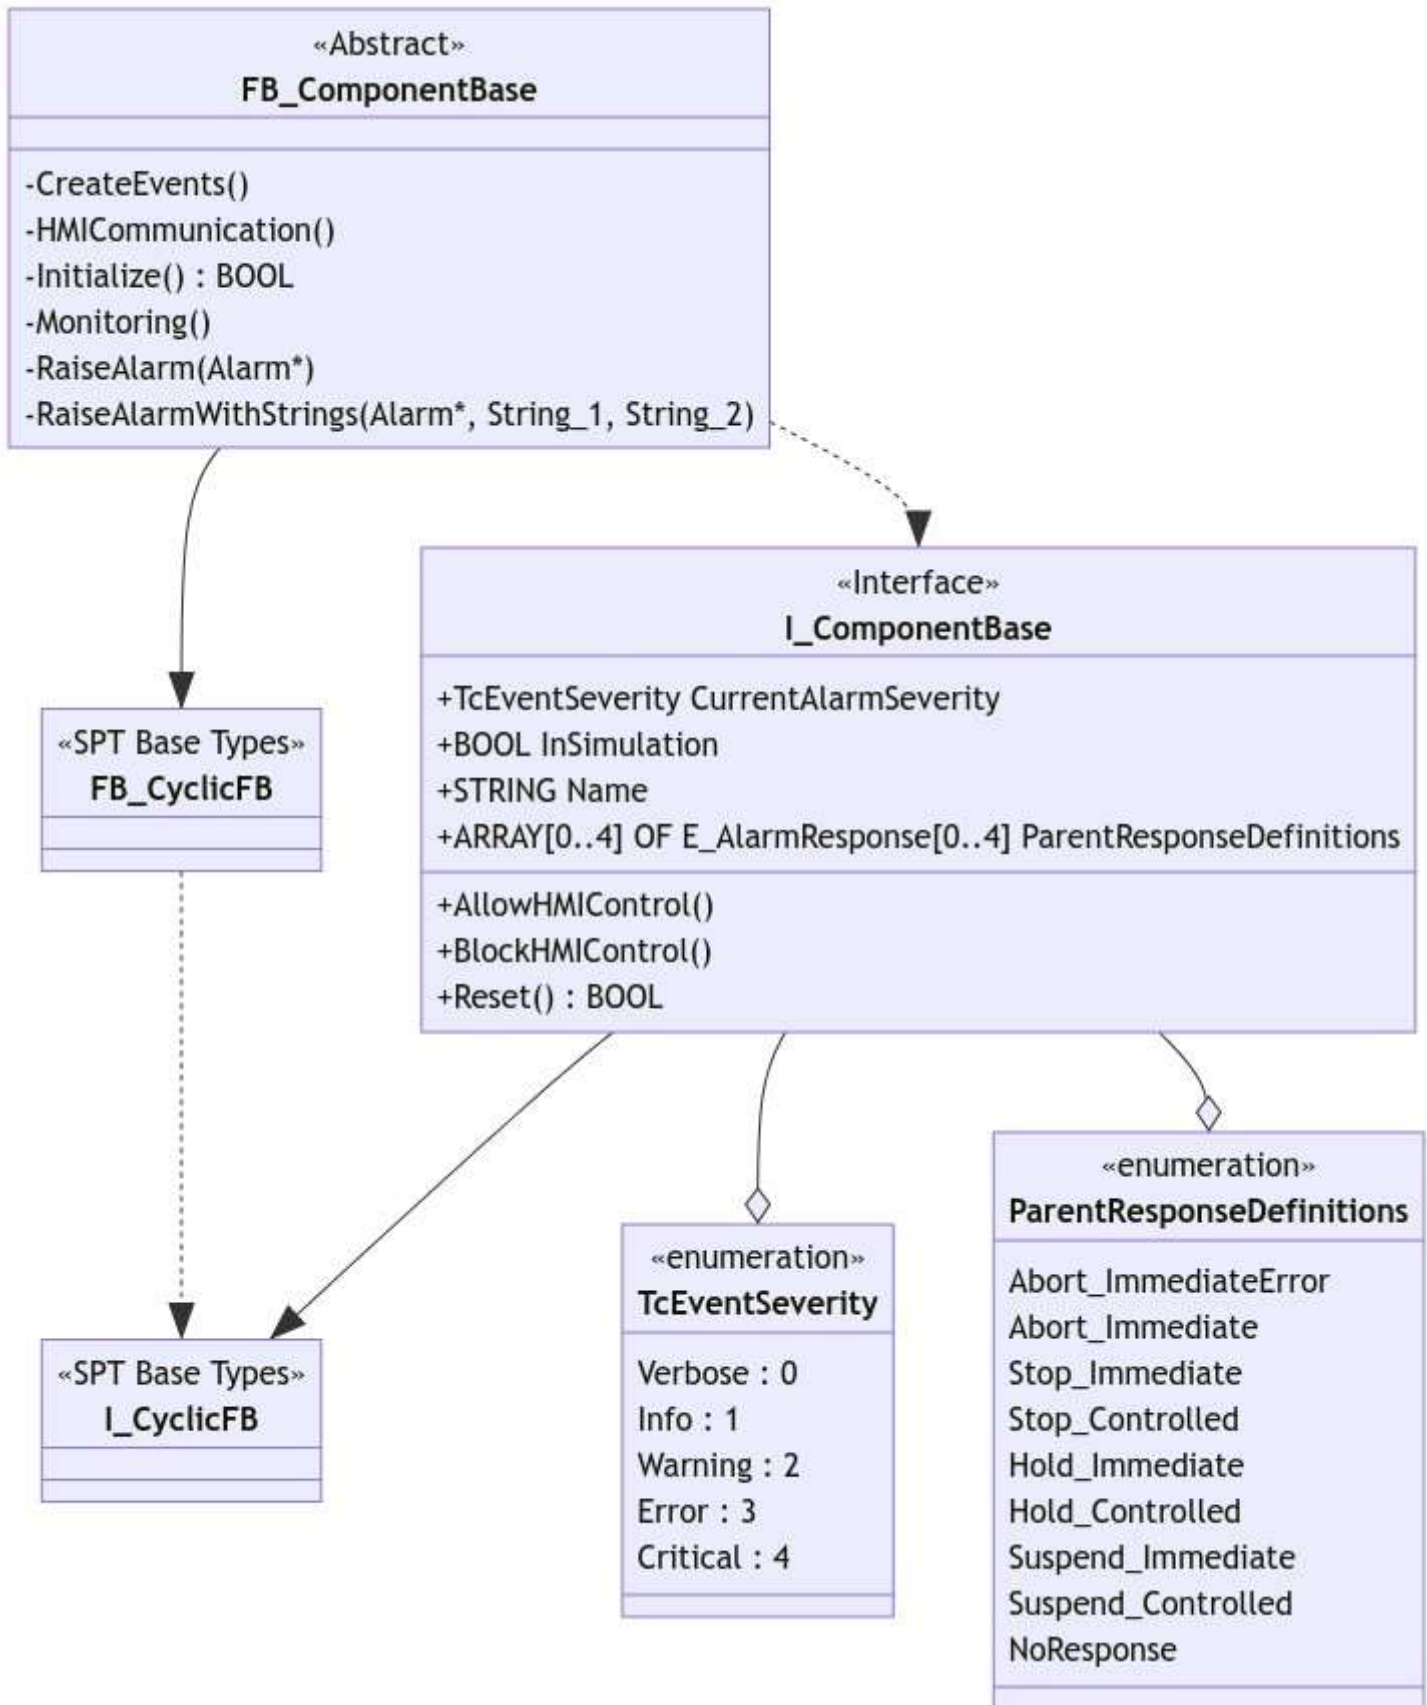 «Abstract»
FB_ComponentBase
-CreateEvents()
-HMICommunication()
-Initialize() : BOOL
-Monitoring()
-RaiseAlarm(Alarm*)
-RaiseAlarmWithStrings(Alarm*, String_1, String_2)
«Interface»
I_ComponentBase
+TcEventSeverity CurrentAlarmSeverity
+BOOL InSimulation
+STRING Name
+ARRAY[0..4] OF E_AlarmResponse[0..4] ParentResponseDefinitions
+AllowHMIControl()
+BlockHMIControl()
+Reset() : BOOL
«SPT Base Types»
FB_CyclicFB
«SPT Base Types»
I_CyclicFB
«enumeration»
TcEventSeverity
Verbose : 0
Info : 1
Warning : 2
Error : 3
Critical : 4
«enumeration»
ParentResponseDefinitions
Abort_ImmediateError
Abort_Immediate
Stop_Immediate
Stop_Controlled
Hold_Immediate
Hold_Controlled
Suspend_Immediate
Suspend_Controlled
NoResponse